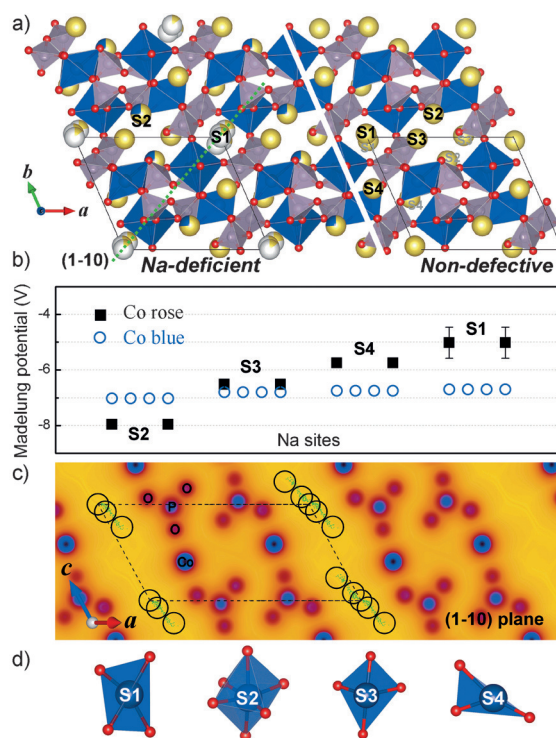 a)
S2
S1
S1
S2
S3
S4
b
a
c
(1-10)
Na-deficient
Non-defective
b)
Madelung potential (V)
-4
-6
-8
Co rose
Co blue
S2
S3
S4
S1
Na sites
c)
O
P
O
O
Oo
c
a
(1-10) plane
d)
S1
S2
S3
S4